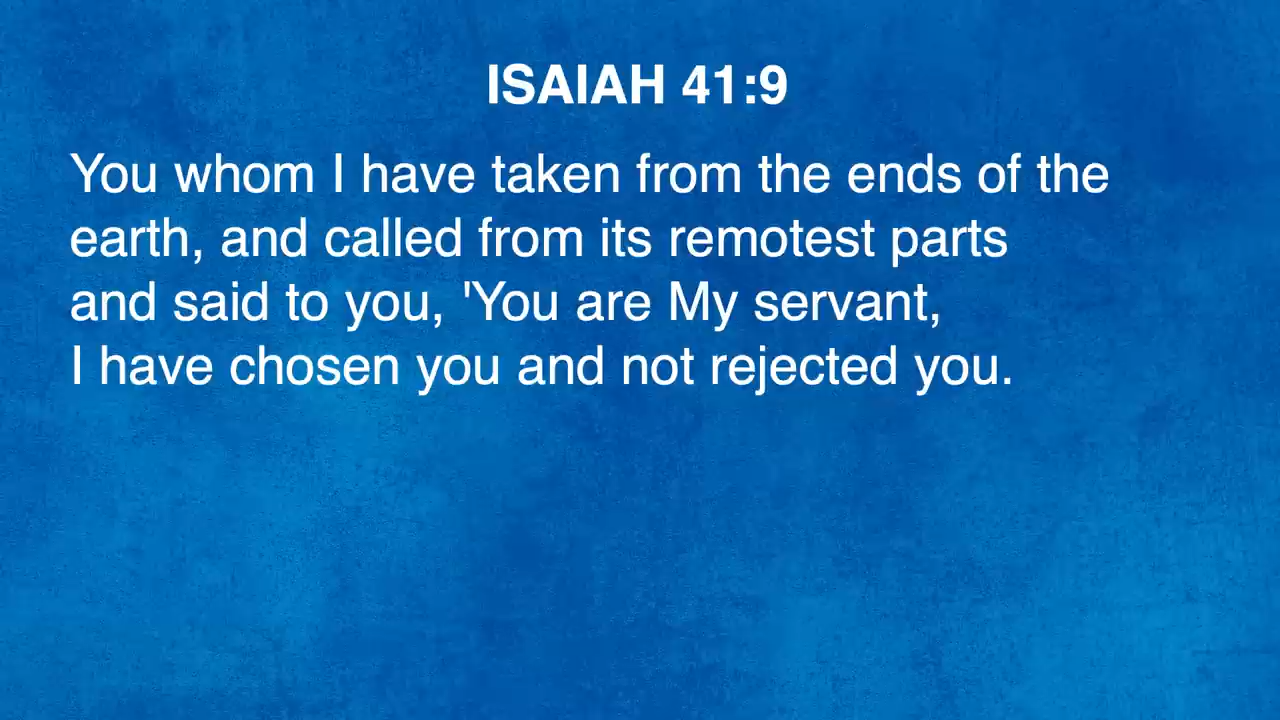 ISAIAH 41:9
You whom I have taken from the ends of the
earth, and called from its remotest parts
and said to you, 'You are My servant,
I have chosen you and not rejected you.